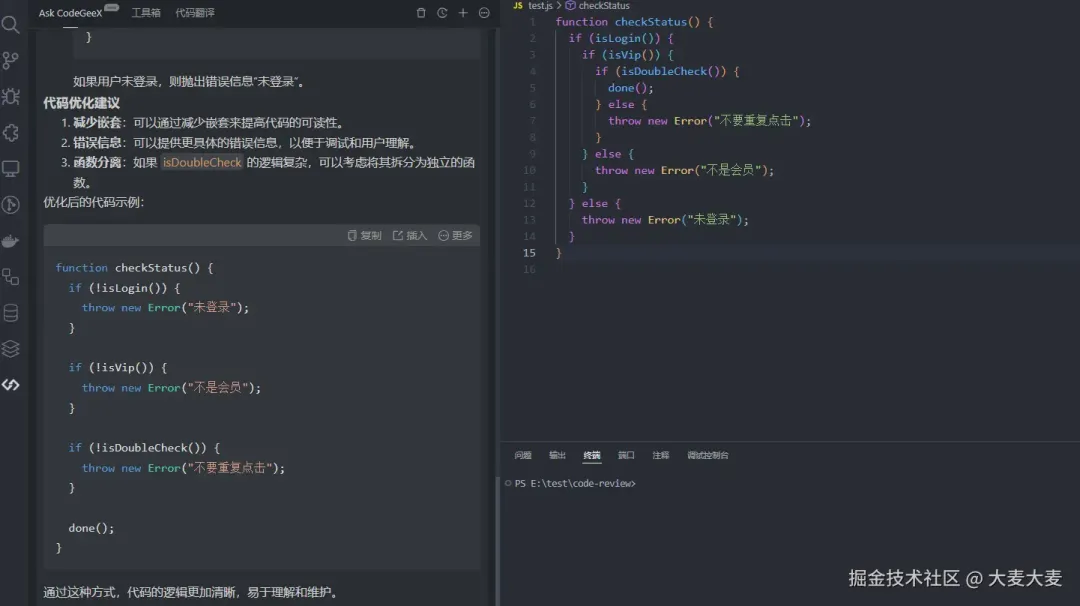 Ask CodeGeeX 工具箱 代码翻译
}
如果用户未登录，则抛出错误信息“未登录”。
代码优化建议
1. 减少嵌套：可以通过减少嵌套来提高代码的可读性。
2. 错误信息：可以提供更具体的错误信息，以便于调试和用户理解。
3. 函数分离：如果 isDoubleCheck 的逻辑复杂，可以考虑将其拆分为独立的函
数。
优化后的代码示例：
复制 插入 更多
function checkStatus() {
if (!isLogin()) {
throw new Error("未登录");
}
if (!isVip()) {
throw new Error("不是会员");
}
if (!isDoubleCheck()) {
throw new Error("不要重复点击");
}
done();
}
通过这种方式，代码的逻辑更加清晰，易于理解和维护。
JS test.js > checkStatus
1 function checkStatus() {
2 if (isLogin()) {
3 if (isVip()) {
4 if (isDoubleCheck()) {
5 done();
6 } else {
7 throw new Error("不要重复点击");
8 }
9 } else {
10 throw new Error("不是会员");
11 }
12 } else {
13 throw new Error("未登录");
14 }
15 }
16
问题 输出 终端 端口 注释 调试控制台
PS E:\test\code-review>
掘金技术社区 @ 大麦大麦